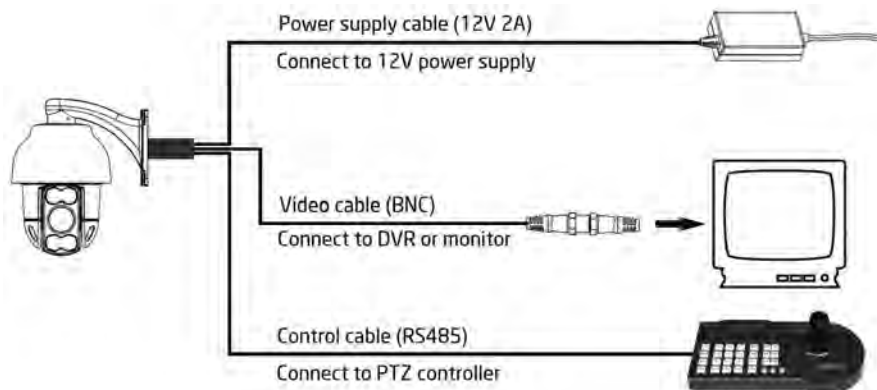 Power supply cable (12V 2A)
Connect to 12V power supply
Video cable (BNC)
Connect to DVR or monitor
Control cable (RS485)
Connect to PTZ controller